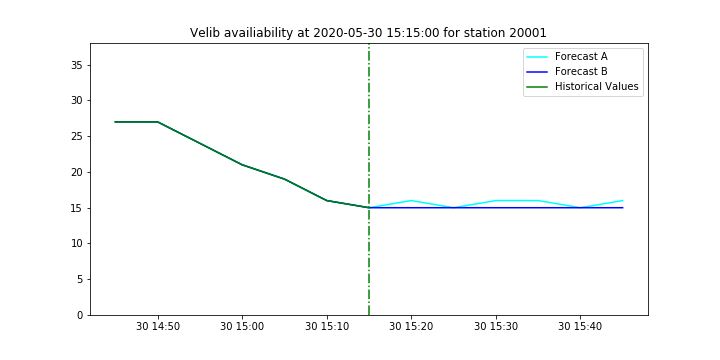 Velib availiability at 2020-05-30 15:15:00 for station 20001
Forecast A
Forecast B
Historical Values
35
30
25
20
15
10
5
0
30 14:50 30 15:00 30 15:10 30 15:20 30 15:30 30 15:40